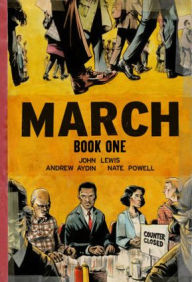 MARCH
BOOK ONE
JOHN LEWIS
ANDREW AYDIN NATE POWELL
COUNTER
CLOSED